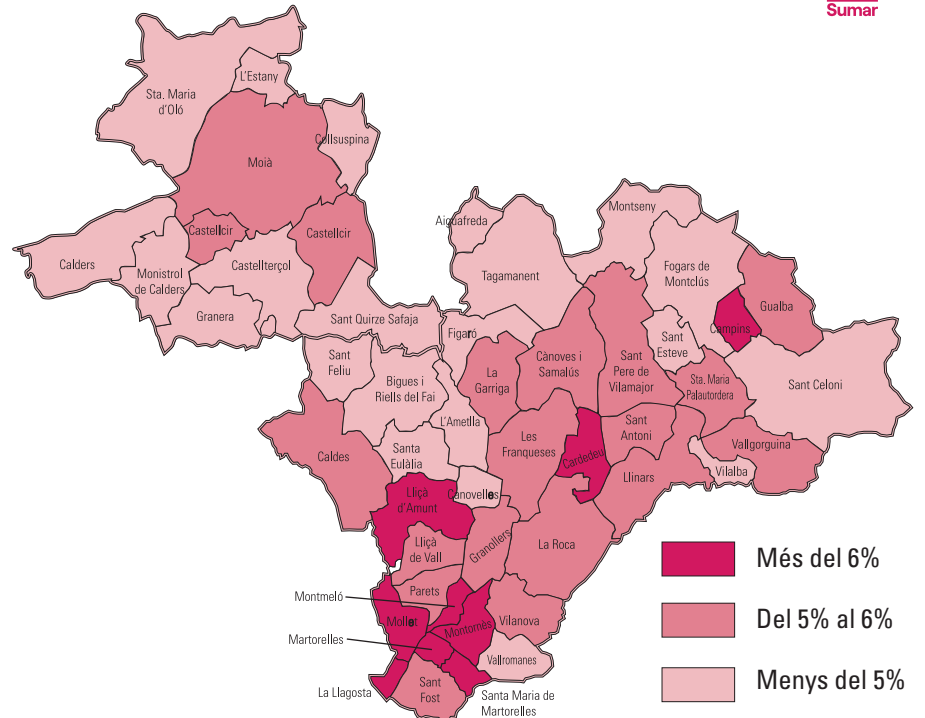 Sumar
L'Estany
Sta. Maria
d'Oló
Collsuspina
Moià
Castellcir
Castellcir
Calders
Monistrol
de Calders
Castellterçol
Granera
Sant Quirze Safaja
Aiguafreda
Montseny
Tagamanent
Fogars de
Montclús
Gualba
Campins
Figaró
Sant
Esteve
Sant
Feliu
Bigues i
Riells del Fai
La
Garriga
Cànoves i
Samalús
Sant
Pere de
Vilamajor
Sta. Maria
Palautordera
Sant Celoni
L'Ametlla
Les
Franqueses
Cardedeu
Sant
Antoni
Vallgorguina
Vilalba
Caldes
Santa
Eulàlia
Canovelles
Llinars
Lliçà
d'Amunt
Lliçà
de Vall
Granollers
La Roca
Més del 6%
Parets
Montmeló
Mollet
Montornès
Vilanova
Del 5% al 6%
Martorelles
Vallromanes
Sant
Fost
La Llagosta
Santa Maria de
Martorelles
Menys del 5%